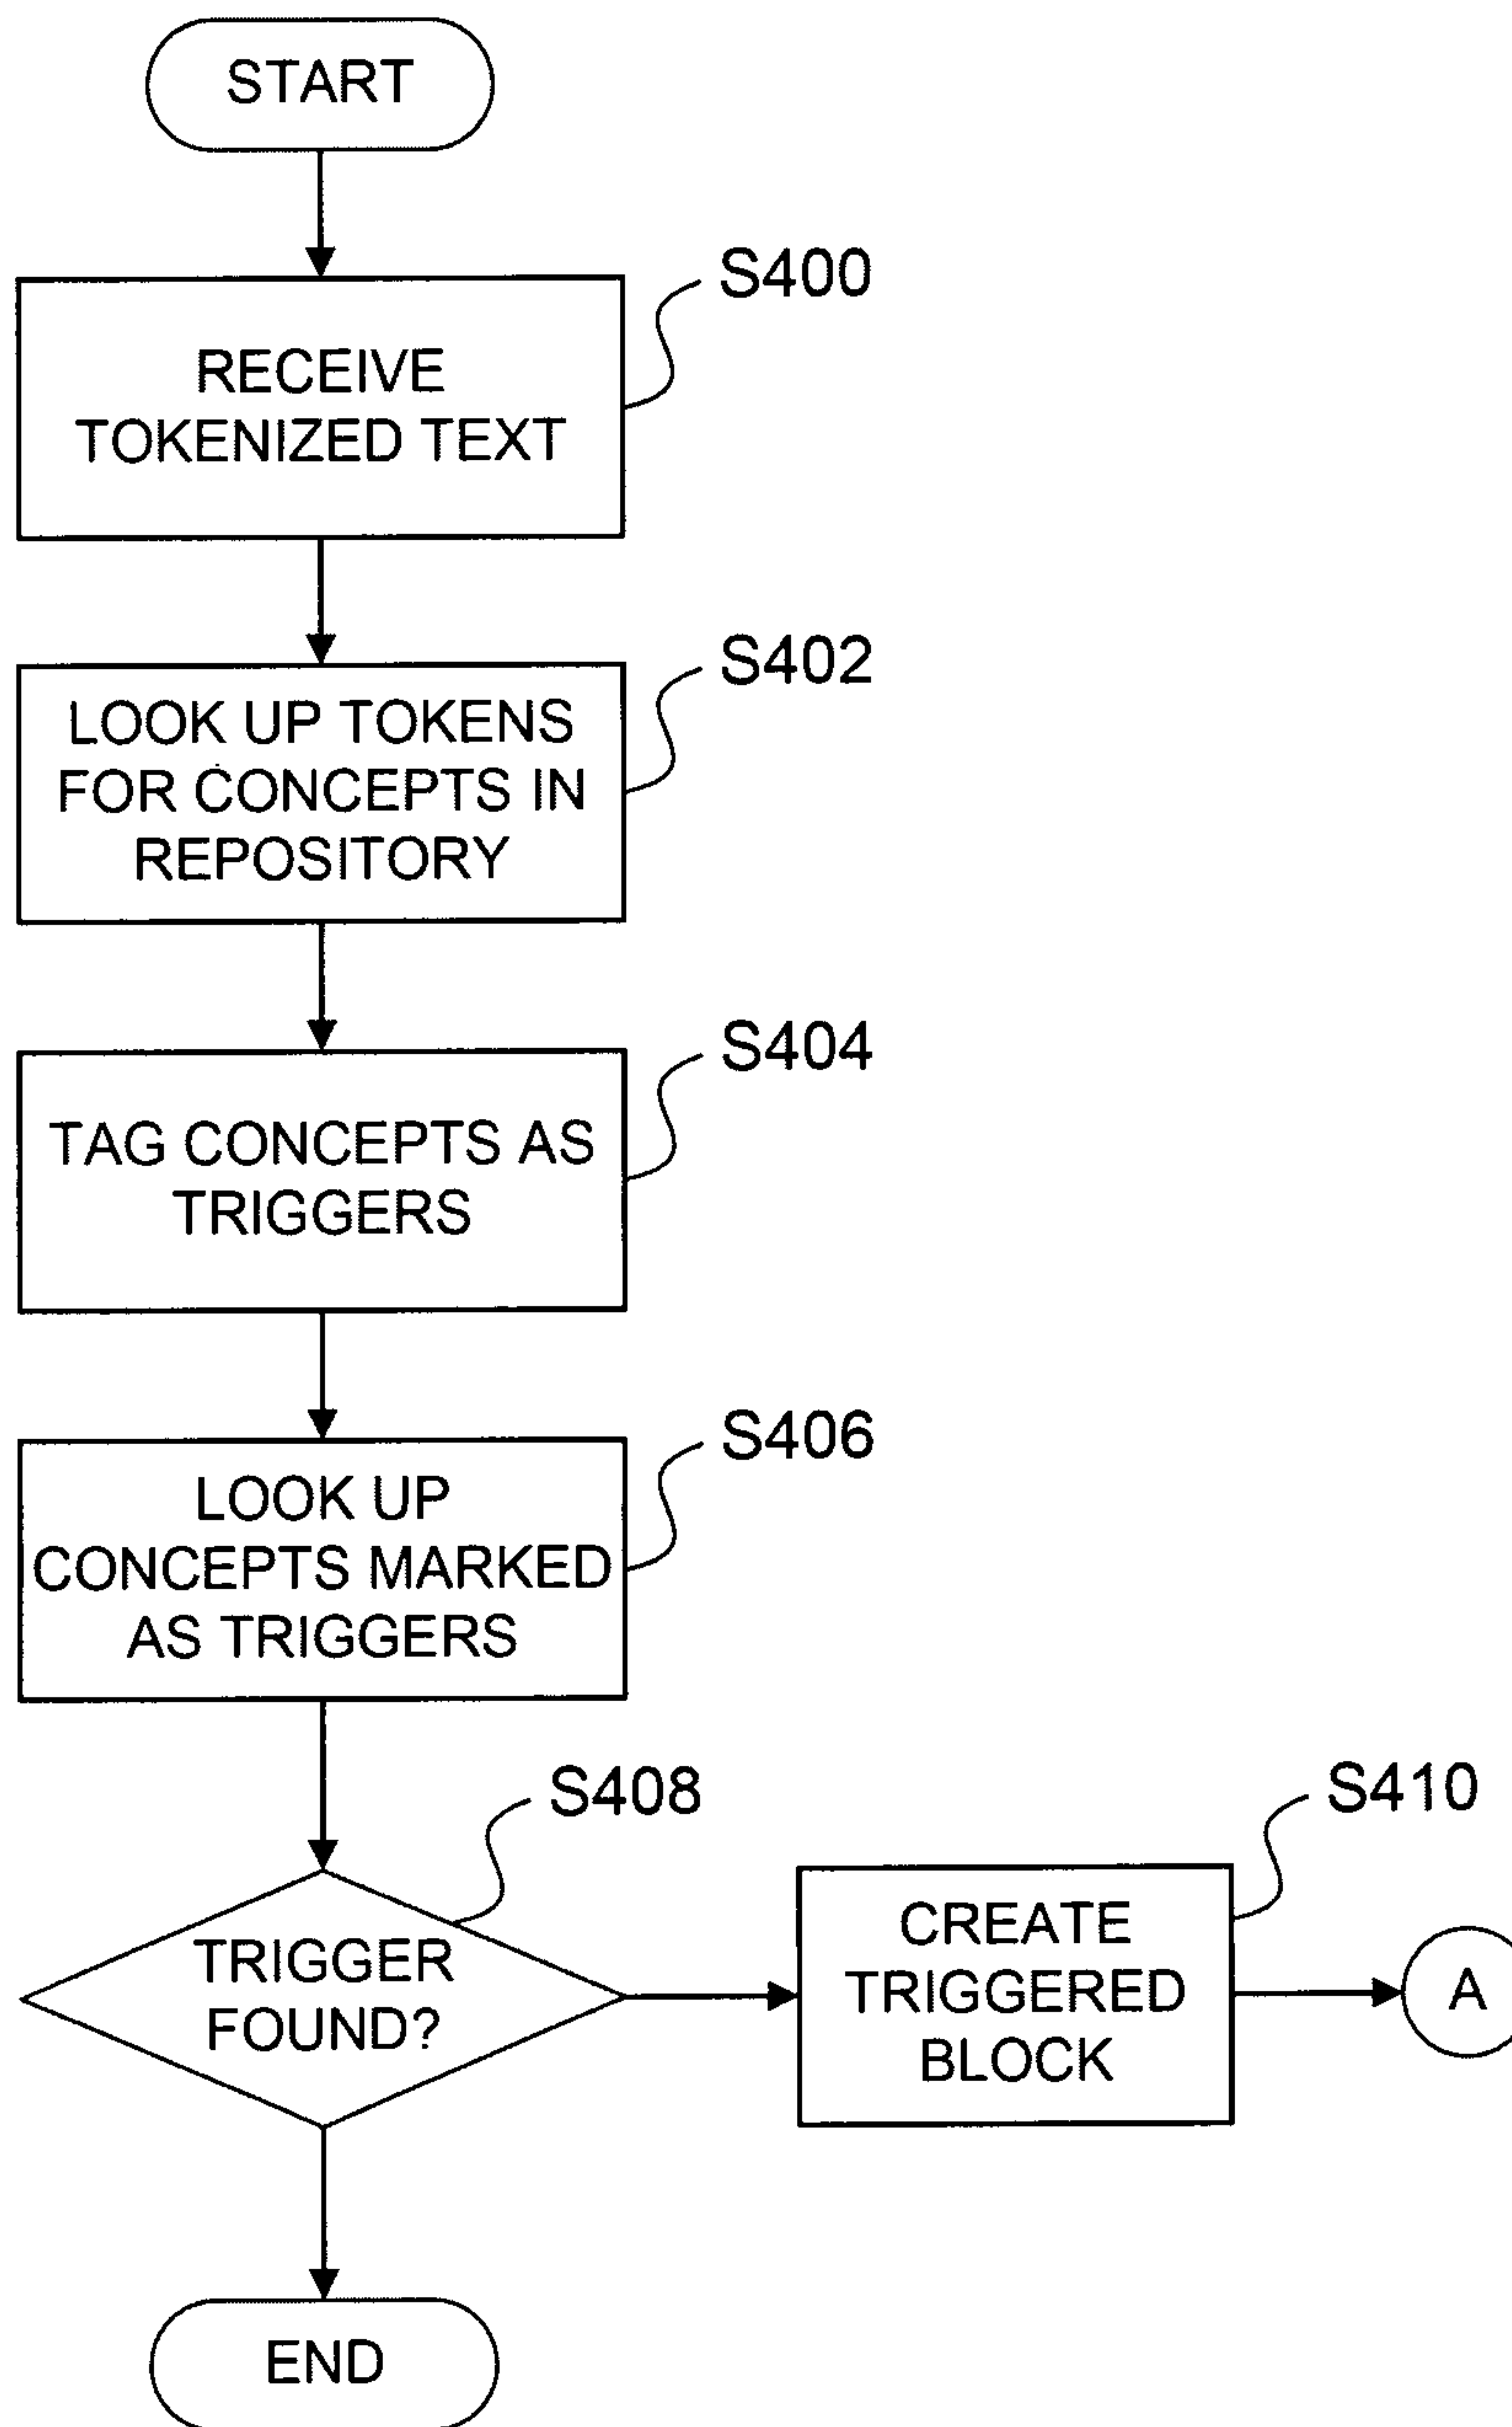 START
S400
RECEIVE
TOKENIZED TEXT
S402
LOOK UP TOKENS
FOR CONCEPTS IN
REPOSITORY
S404
TAG CONCEPTS AS
TRIGGERS
S406
LOOK UP
CONCEPTS MARKED
AS TRIGGERS
S408
TRIGGER
FOUND?
S410
CREATE
TRIGGERED
BLOCK
A
END